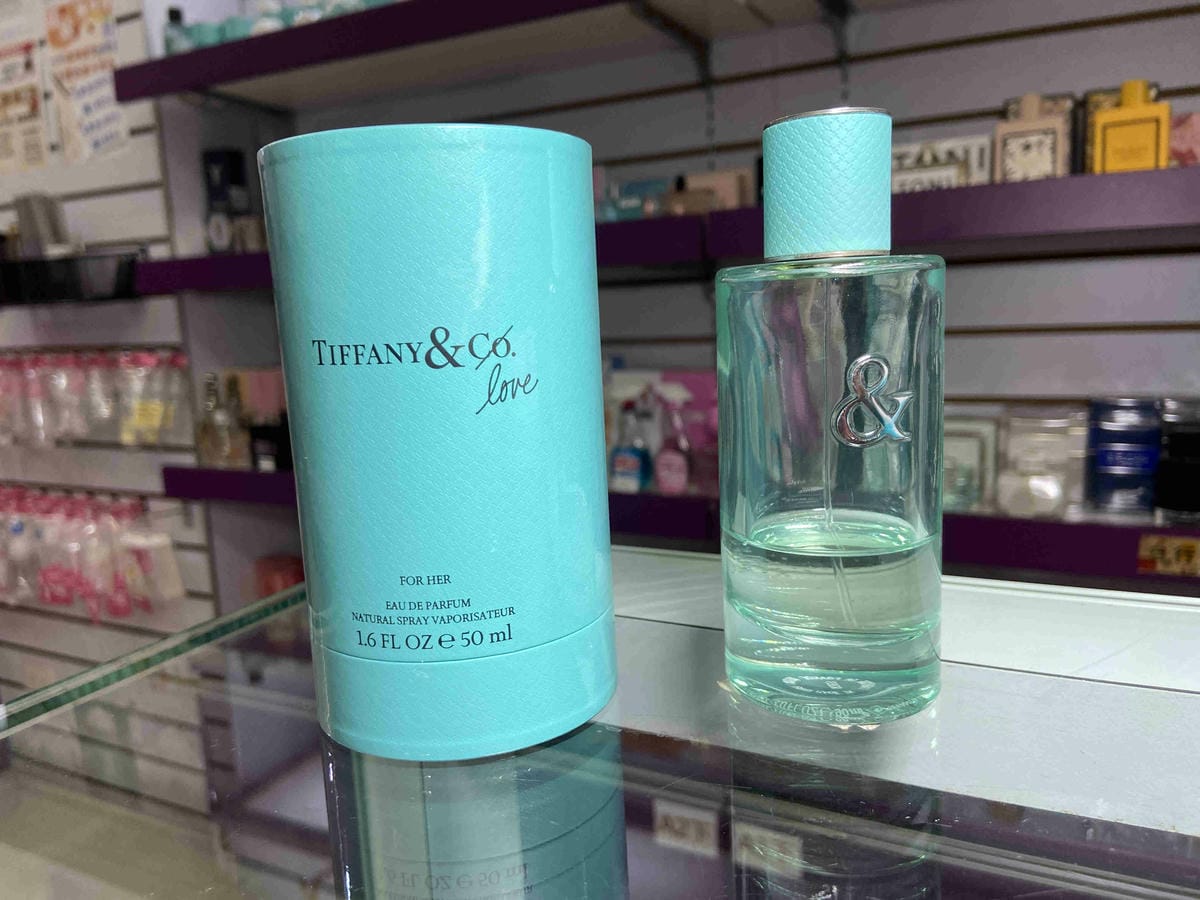 TIFFANY & CO.
love
FOR HER
EAU DE PARFUM
NATURAL SPRAY VAPORISATEUR
1.6 FL OZ ℮ 50 ml
&